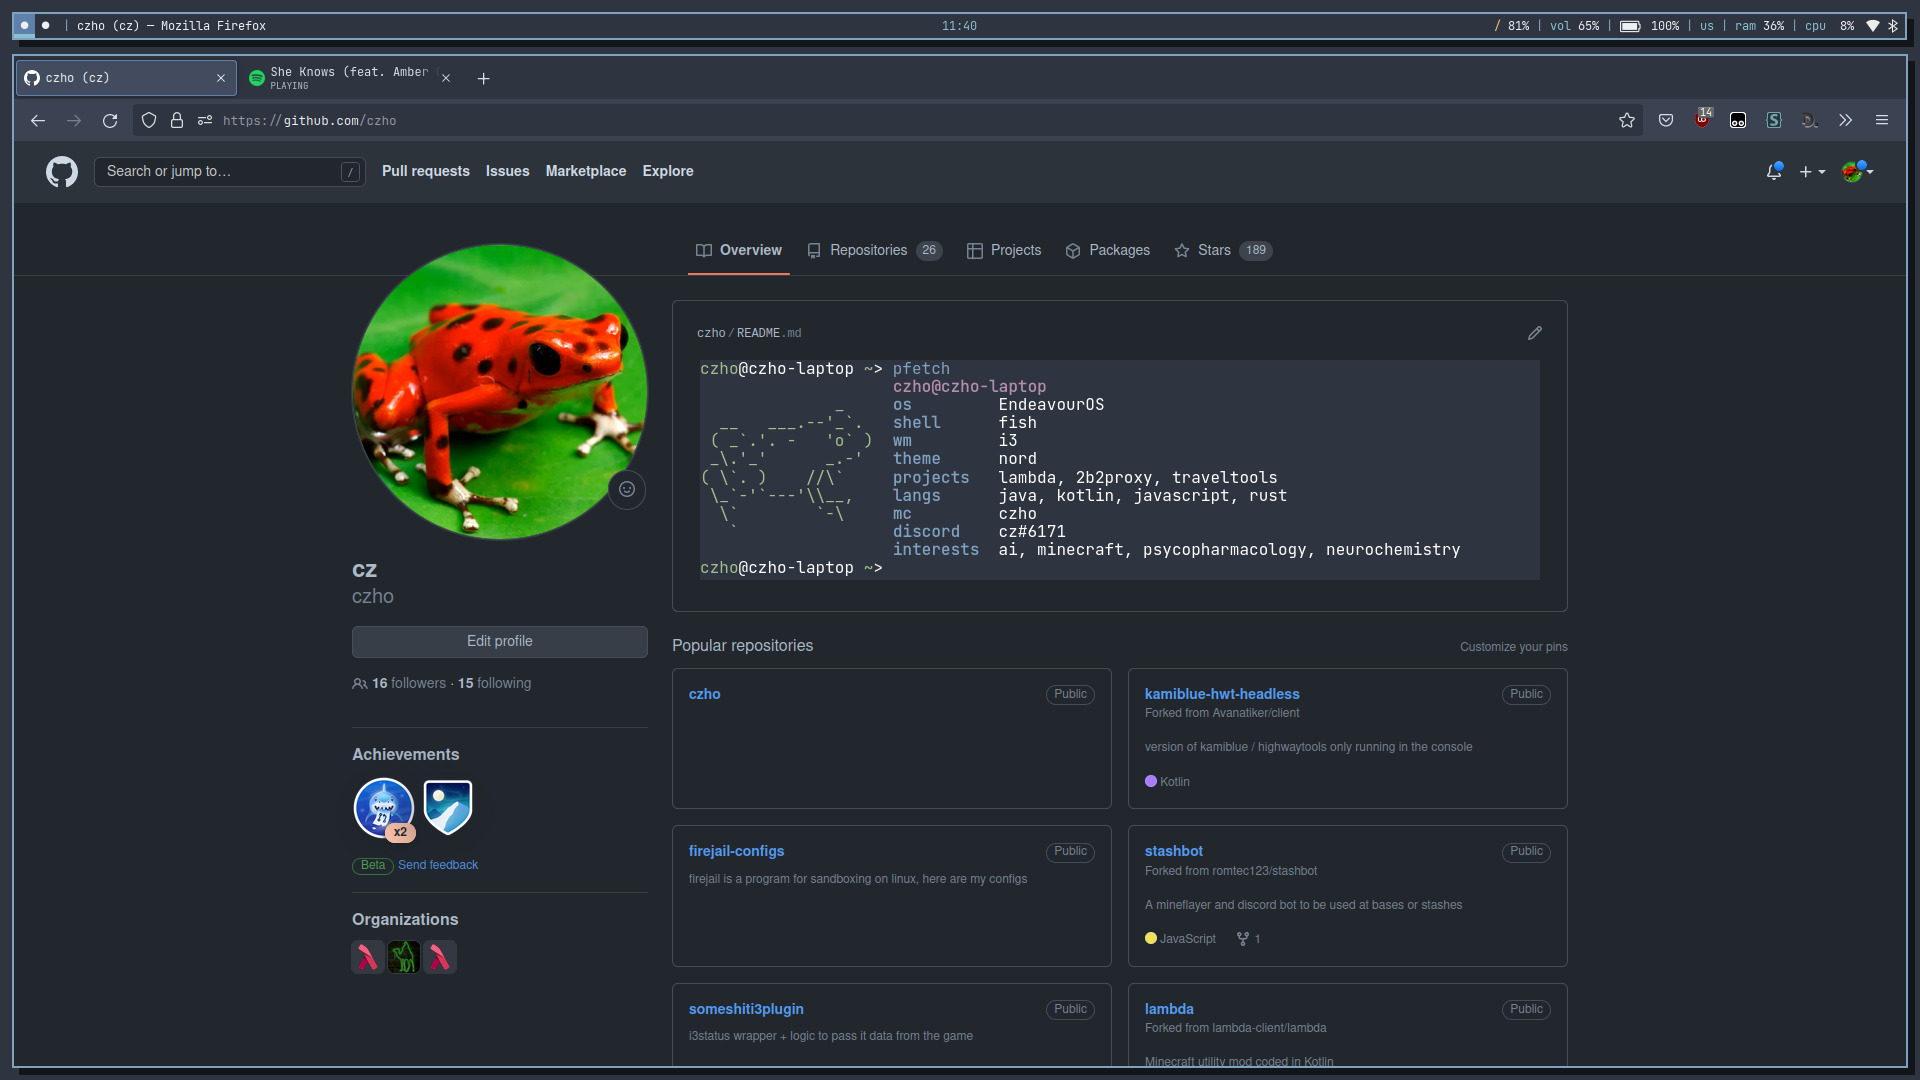 czho (cz) — Mozilla Firefox
11:40
/ 81% | vol 65% | 100% | us | ram 36% | cpu 8%
czho (cz)
She Knows (feat. Amber
PLAYING
https://github.com/czho
14
Search or jump to…
/
Pull requests
Issues
Marketplace
Explore
Overview
Repositories 26
Projects
Packages
Stars 189
czho / README.md
czho@czho-laptop ~> pfetch
czho@czho-laptop
os EndeavourOS
shell fish
wm i3
theme nord
projects lambda, 2b2proxy, traveltools
langs java, kotlin, javascript, rust
mc czho
discord cz#6171
interests ai, minecraft, psycopharmacology, neurochemistry
czho@czho-laptop ~>
cz
czho
Edit profile
16 followers · 15 following
Achievements
x2
Beta Send feedback
Organizations
Popular repositories
Customize your pins
czho
Public
kamiblue-hwt-headless
Public
Forked from Avanatiker/client
version of kamiblue / highwaytools only running in the console
Kotlin
firejail-configs
Public
firejail is a program for sandboxing on linux, here are my configs
stashbot
Public
Forked from romtec123/stashbot
A mineflayer and discord bot to be used at bases or stashes
JavaScript 1
someshiti3plugin
Public
i3status wrapper + logic to pass it data from the game
lambda
Public
Forked from lambda-client/lambda
Minecraft utility mod coded in Kotlin